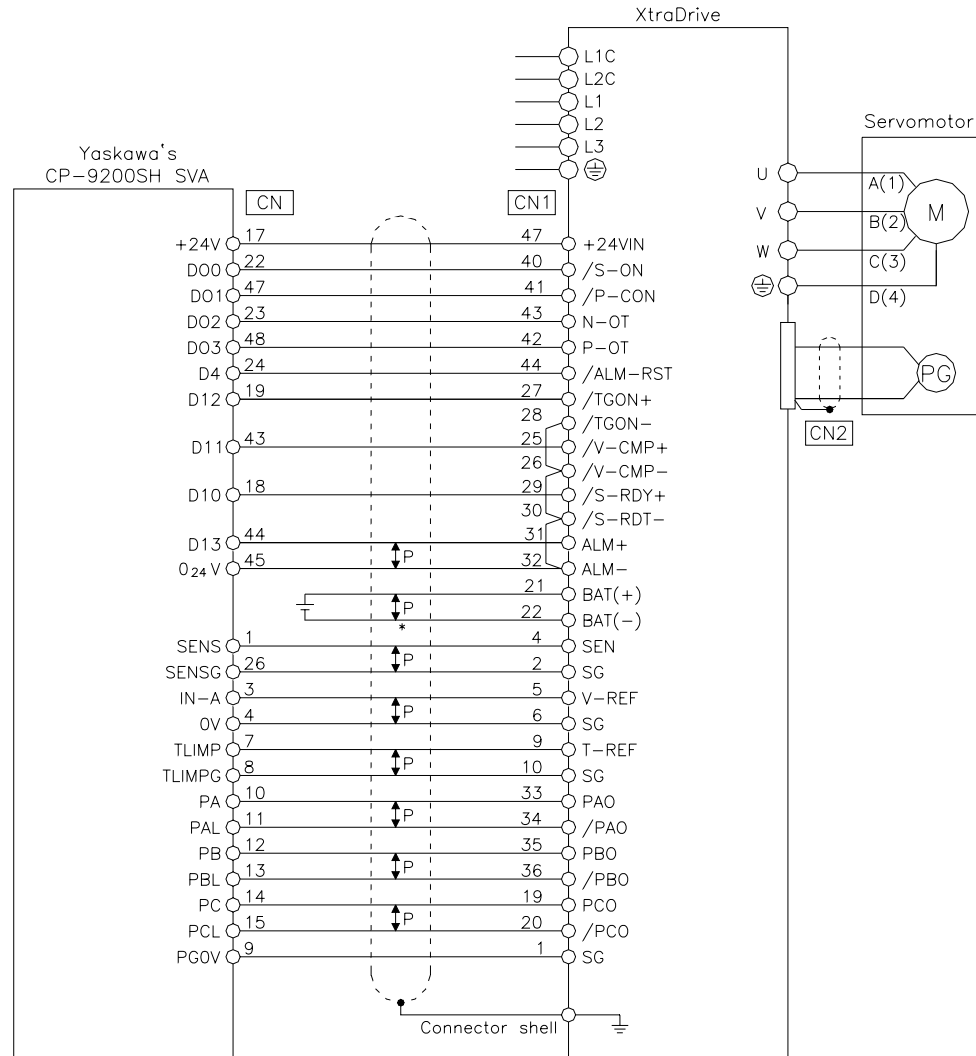 XtraDrive
L1C
L2C
L1
L2
L3
Servomotor
Yaskawa's
CP-9200SH SVA
CN
CN1
U A(1)
V B(2)
W C(3)
D(4)
M
PG
CN2
+24V 17 47 +24VIN
D00 22 40 /S-ON
D01 47 41 /P-CON
D02 23 43 N-OT
D03 48 42 P-OT
D4 24 44 /ALM-RST
D12 19 27 /TGON+
28 /TGON-
D11 43 25 /V-CMP+
26 /V-CMP-
D10 18 29 /S-RDY+
30 /S-RDT-
D13 44 31 ALM+
P
024V 45 32 ALM-
21 BAT(+)
P
22 BAT(-)
*
SENS 1 4 SEN
P
SENSG 26 2 SG
IN-A 3 5 V-REF
P
0V 4 6 SG
TLIMP 7 9 T-REF
P
TLIMPG 8 10 SG
PA 10 33 PAO
P
PAL 11 34 /PAO
PB 12 35 PBO
P
PBL 13 36 /PBO
PC 14 19 PCO
P
PCL 15 20 /PCO
PG0V 9 1 SG
Connector shell